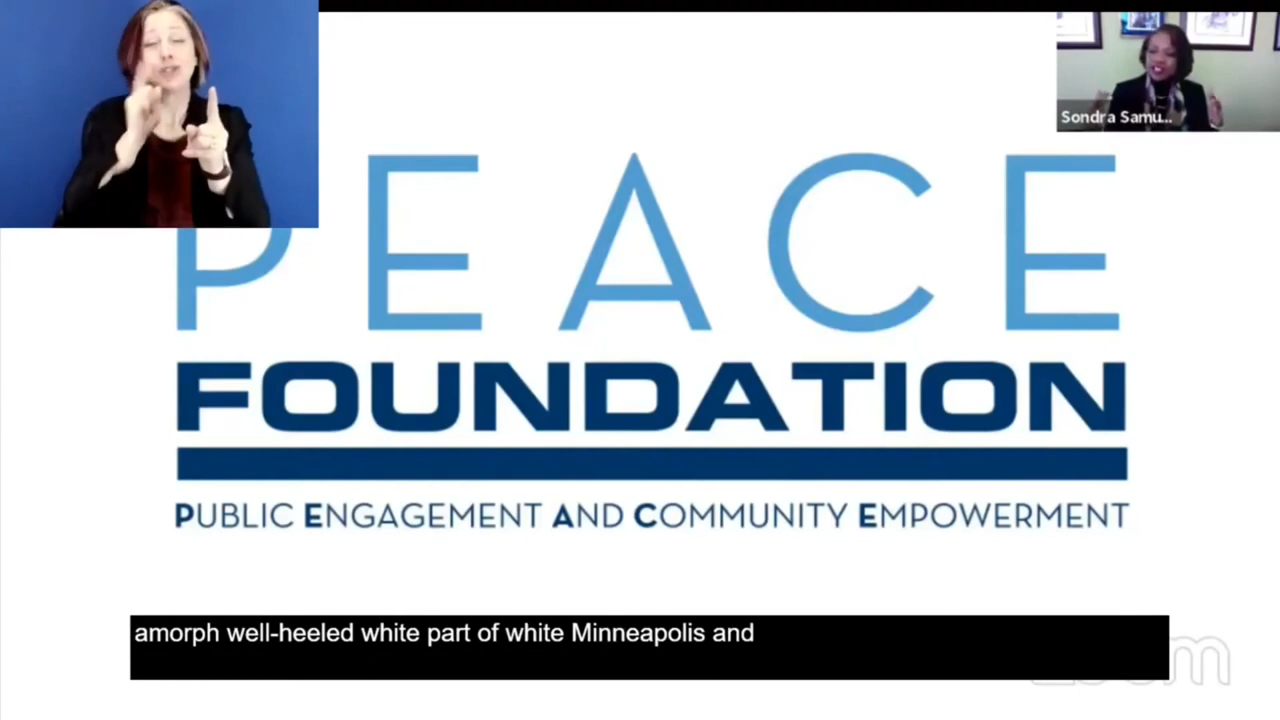 Sondra Samu...
PEACE
FOUNDATION
PUBLIC ENGAGEMENT AND COMMUNITY EMPOWERMENT
amorph well-heeled white part of white Minneapolis and